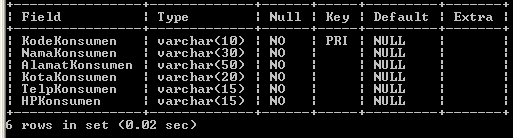 Field | Type | Null | Key | Default | Extra
KodeKonsumen | varchar(10) | NO | PRI | NULL |
NamaKonsumen | varchar(30) | NO | | NULL |
AlamatKonsumen | varchar(50) | NO | | NULL |
KotaKonsumen | varchar(20) | NO | | NULL |
TelpKonsumen | varchar(15) | NO | | NULL |
HPKonsumen | varchar(15) | NO | | NULL |
6 rows in set (0.02 sec)